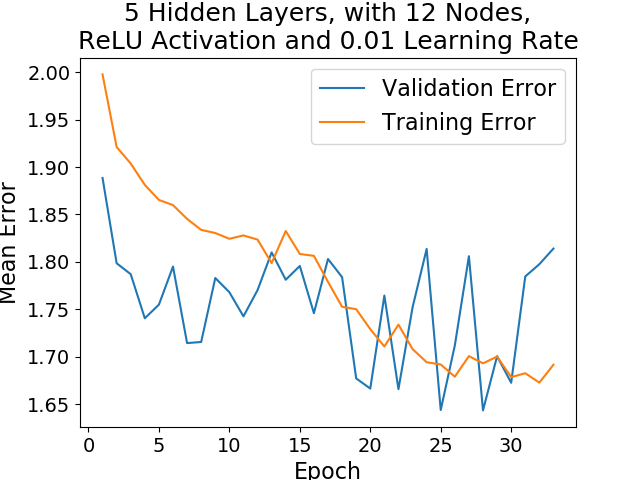 5 Hidden Layers, with 12 Nodes,
ReLU Activation and 0.01 Learning Rate
Validation Error
Training Error
2.00
1.95
1.90
1.85
1.80
1.75
1.70
1.65
Mean Error
0 5 10 15 20 25 30
Epoch